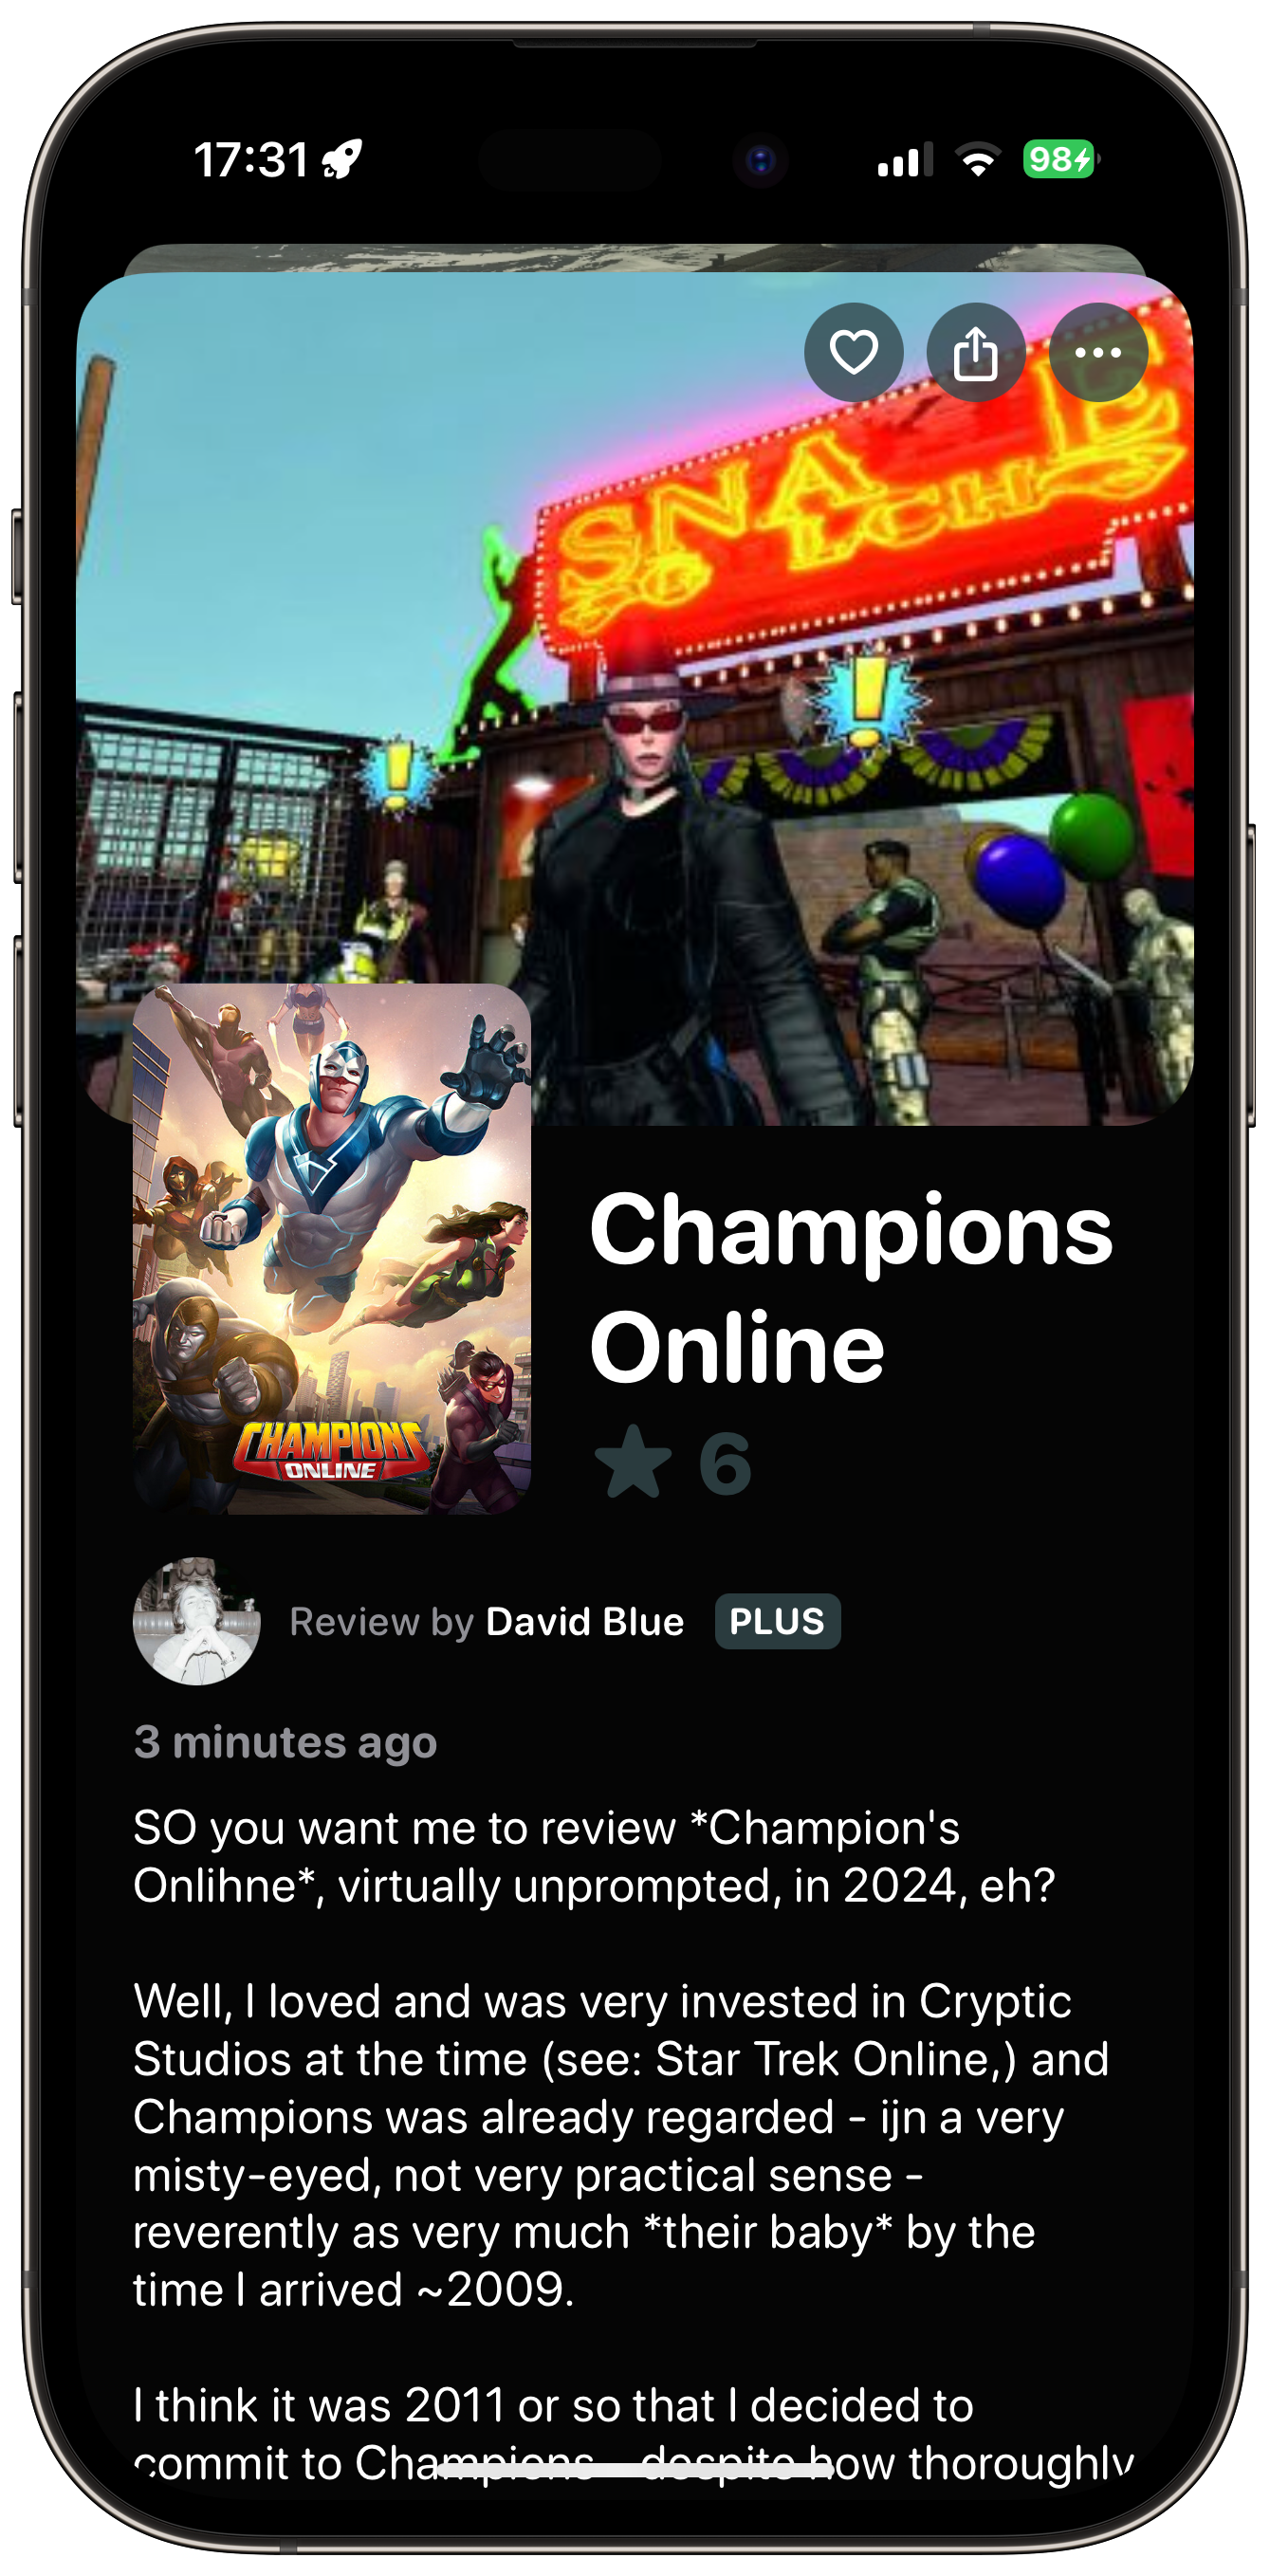 17:31
98
SNA E
LCH
CHAMPIONS
ONLINE
Champions
Online
6
Review by David Blue PLUS
3 minutes ago
SO you want me to review *Champion's
Onlihne*, virtually unprompted, in 2024, eh?
Well, I loved and was very invested in Cryptic
Studios at the time (see: Star Trek Online,) and
Champions was already regarded - ijn a very
misty-eyed, not very practical sense -
reverently as very much *their baby* by the
time I arrived ~2009.
I think it was 2011 or so that I decided to
commit to Champions - despite how thoroughly